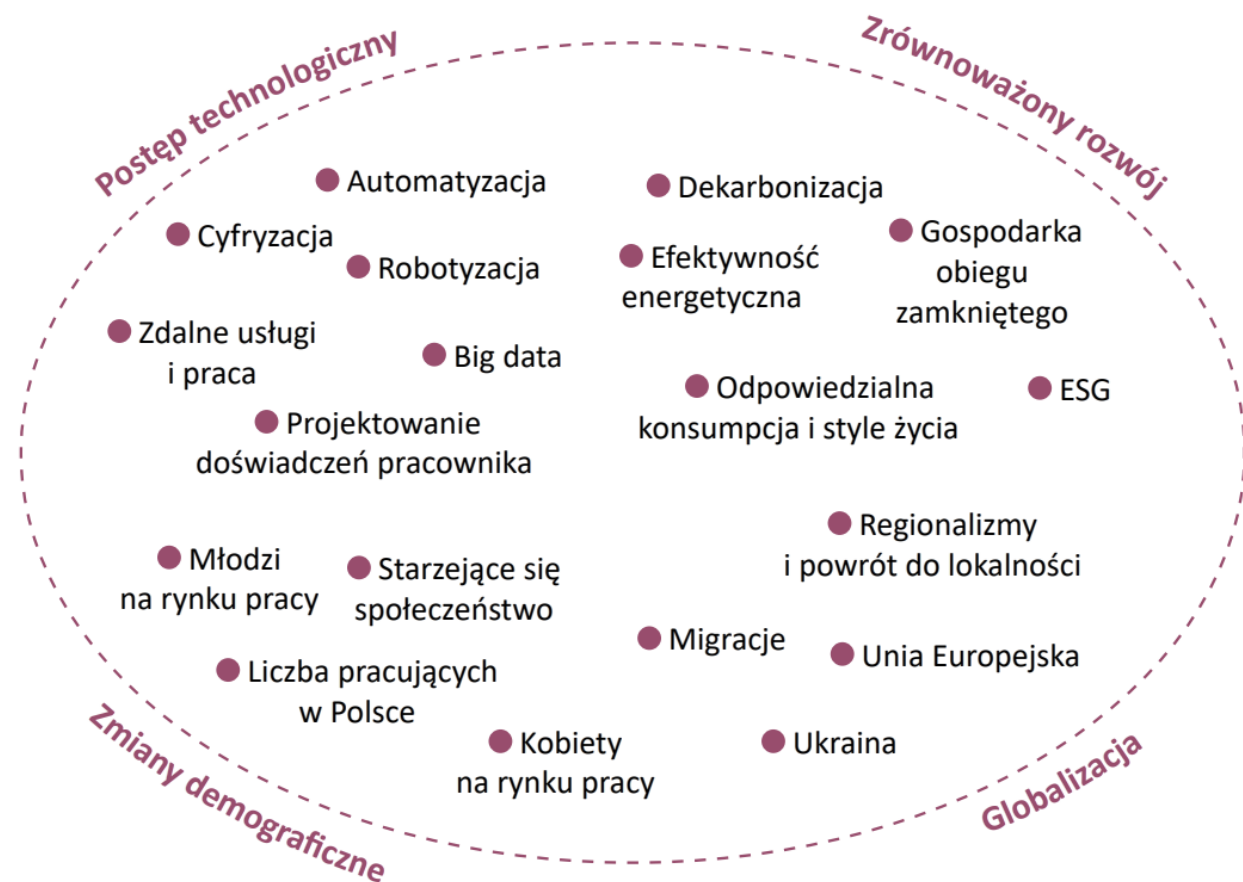 Postęp technologiczny
Zrównoważony rozwój
Automatyzacja
Cyfryzacja
Robotyzacja
Zdalne usługi
i praca
Big data
Projektowanie
doświadczeń pracownika
Dekarbonizacja
Efektywność
energetyczna
Gospodarka
obiegu
zamkniętego
Odpowiedzialna
konsumpcja i style życia
ESG
Młodzi
na rynku pracy
Starzejące się
społeczeństwo
Liczba pracujących
w Polsce
Kobiety
na rynku pracy
Regionalizmy
i powrót do lokalności
Migracje
Unia Europejska
Ukraina
Zmiany demograficzne
Globalizacja